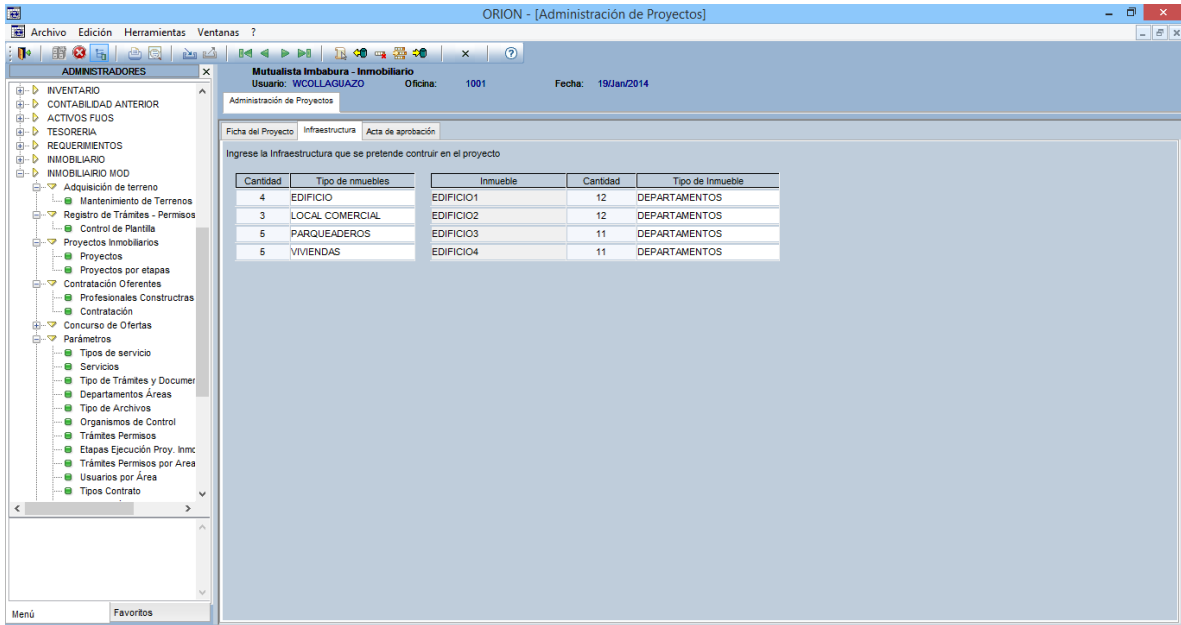 ORION - [Administración de Proyectos]
Archivo Edición Herramientas Ventanas ?
ADMINISTRADORES
INVENTARIO
CONTABILIDAD ANTERIOR
ACTIVOS FIJOS
TESORERIA
REQUERIMIENTOS
INMOBILIARIO
INMOBILIAIRIO MOD
Adquisición de terreno
Mantenimiento de Terrenos
Registro de Trámites - Permisos
Control de Plantilla
Proyectos Inmobiliarios
Proyectos
Proyectos por etapas
Contratación Oferentes
Profesionales Constructras
Contratación
Concurso de Ofertas
Parámetros
Tipos de servicio
Servicios
Tipo de Trámites y Documen
Departamentos Áreas
Tipo de Archivos
Organismos de Control
Trámites Permisos
Etapas Ejecución Proy. Inmo
Trámites Permisos por Area
Usuarios por Área
Tipos Contrato
Menú Favoritos
Mutualista Imbabura - Inmobiliario
Usuario: WCOLLAGUAZO Oficina: 1001 Fecha: 19/Jan/2014
Administración de Proyectos
Ficha del Proyecto Infraestructura Acta de aprobación
Ingrese la Infraestructura que se pretende contruir en el proyecto
Cantidad Tipo de nmuebles Inmueble Cantidad Tipo de Inmueble
4 EDIFICIO EDIFICIO1 12 DEPARTAMENTOS
3 LOCAL COMERCIAL EDIFICIO2 12 DEPARTAMENTOS
5 PARQUEADEROS EDIFICIO3 11 DEPARTAMENTOS
5 VIVIENDAS EDIFICIO4 11 DEPARTAMENTOS